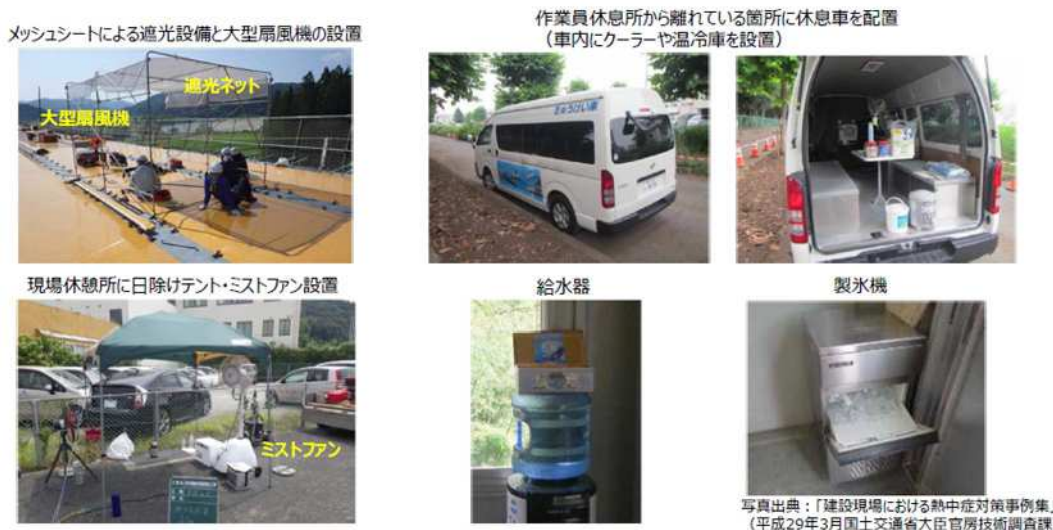 メッシュシートによる遮光設備と大型扇風機の設置
作業員休息所から離れている箇所に休息車を配置
（車内にクーラーや温冷庫を設置）
遮光ネット
大型扇風機
現場休憩所に日除けテント・ミストファン設置
給水器
製氷機
ミストファン
写真出典：「建設現場における熱中症対策事例集」
（平成29年3月国土交通省大臣官房技術調査課